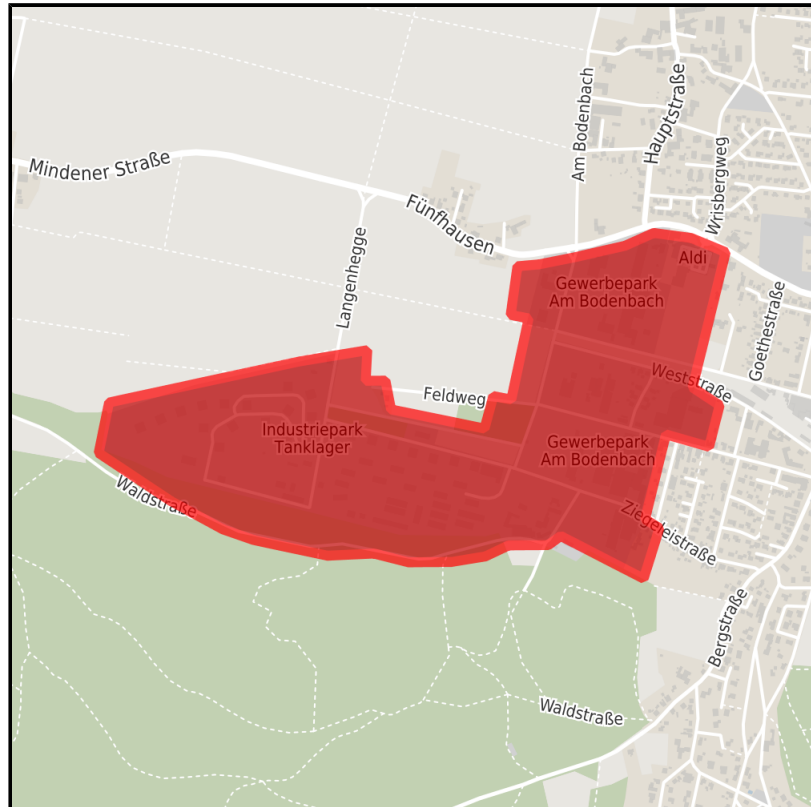 Am Bodenbach
Hauptstraße
Wrisbergweg
Mindener Straße
Fünfhausen
Langenhegge
Aldi
Gewerbepark
Am Bodenbach
Goethestraße
Weststraße
Feldweg
Industriepark
Tanklager
Gewerbepark
Am Bodenbach
Waldstraße
Ziegeleistraße
Bergstraße
Waldstraße